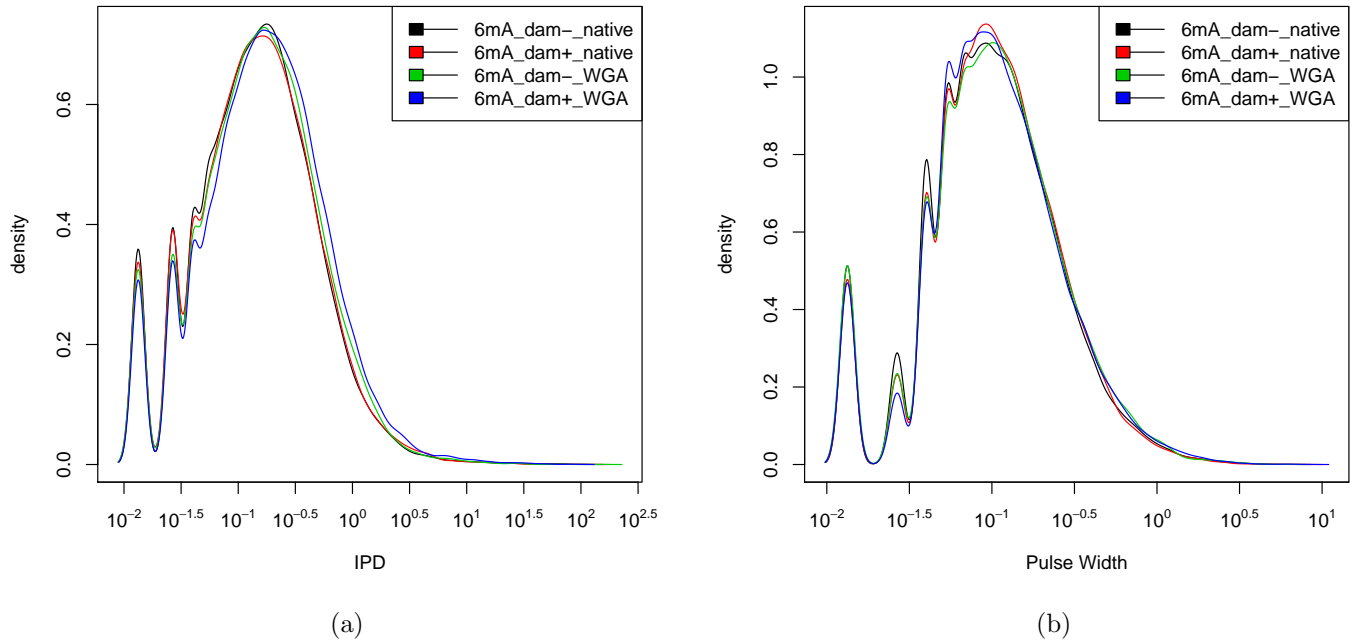 6mA_dam−_native
6mA_dam+_native
6mA_dam−_WGA
6mA_dam+_WGA
density
0.0 0.2 0.4 0.6
10^−2 10^−1.5 10^−1 10^−0.5 10^0 10^0.5 10^1 10^1.5 10^2 10^2.5
IPD
(a)
6mA_dam−_native
6mA_dam+_native
6mA_dam−_WGA
6mA_dam+_WGA
density
0.0 0.2 0.4 0.6 0.8 1.0
10^−2 10^−1.5 10^−1 10^−0.5 10^0 10^0.5 10^1
Pulse Width
(b)